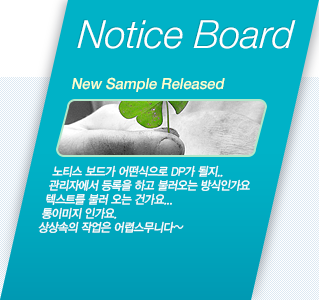 Notice Board
New Sample Released
노티스 보드가 어떤식으로 DP가 될지..
관리자에서 등록을 하고 불러오는 방식인가요
텍스트를 불러 오는 건가요...
통이미지 인가요.
상상속의 작업은 어렵스무니다~